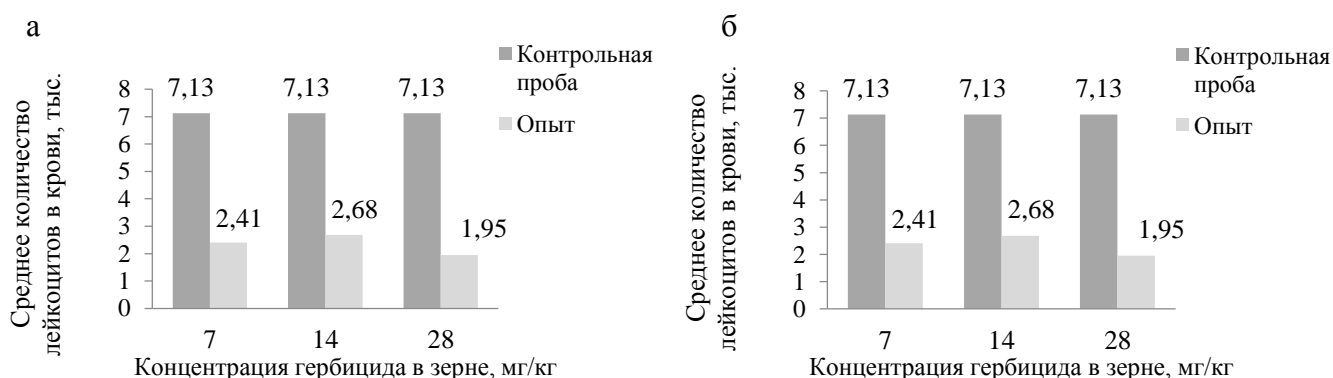 а
Контрольная
проба
Опыт
Среднее количество
лейкоцитов в крови, тыс.
8
7
6
5
4
3
2
1
0
7,13
7,13
7,13
2,41
2,68
1,95
7
14
28
Концентрация гербицида в зерне, мг/кг
б
Контрольная
проба
Опыт
Среднее количество
лейкоцитов в крови, тыс.
8
7
6
5
4
3
2
1
0
7,13
7,13
7,13
2,41
2,68
1,95
7
14
28
Концентрация гербицида в зерне, мг/кг